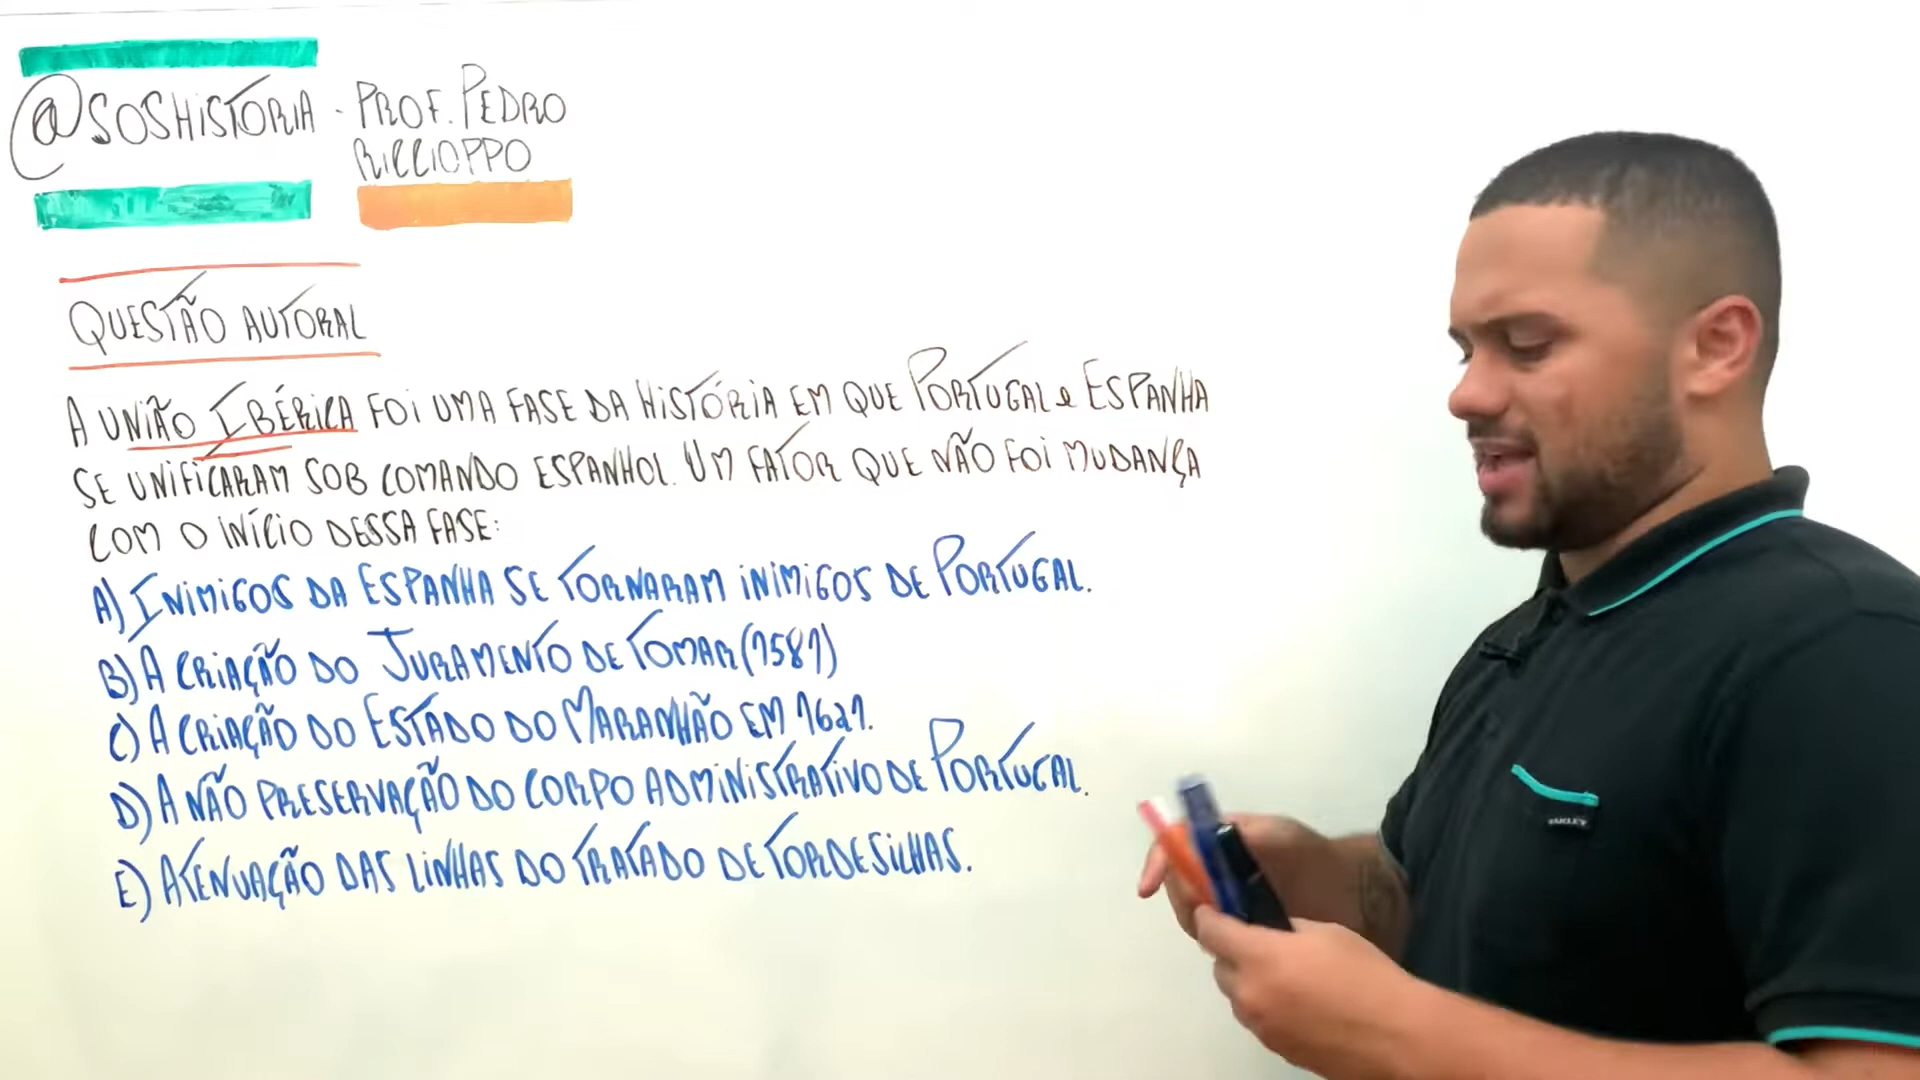 @SOSHISTORIA - PROF. PEDRO
RICCIOPPO
QUESTÃO AUTORAL
A UNIÃO IBÉRICA FOI UMA FASE DA HISTÓRIA EM QUE PORTUGAL e ESPANHA
SE UNIFICARAM SOB COMANDO ESPANHOL. UM FATOR QUE NÃO FOI MUDANÇA
COM O INÍCIO DESSA FASE:
A) INIMIGOS DA ESPANHA SE TORNARAM INIMIGOS DE PORTUGAL.
B) A CRIAÇÃO DO JURAMENTO DE TOMAR (1581)
C) A CRIAÇÃO DO ESTADO DO MARANHÃO EM 1621.
D) A NÃO PRESERVAÇÃO DO CORPO ADMINISTRATIVO DE PORTUGAL.
E) ATENUAÇÃO DAS LINHAS DO TRATADO DE TORDESILHAS.
OAKLEY